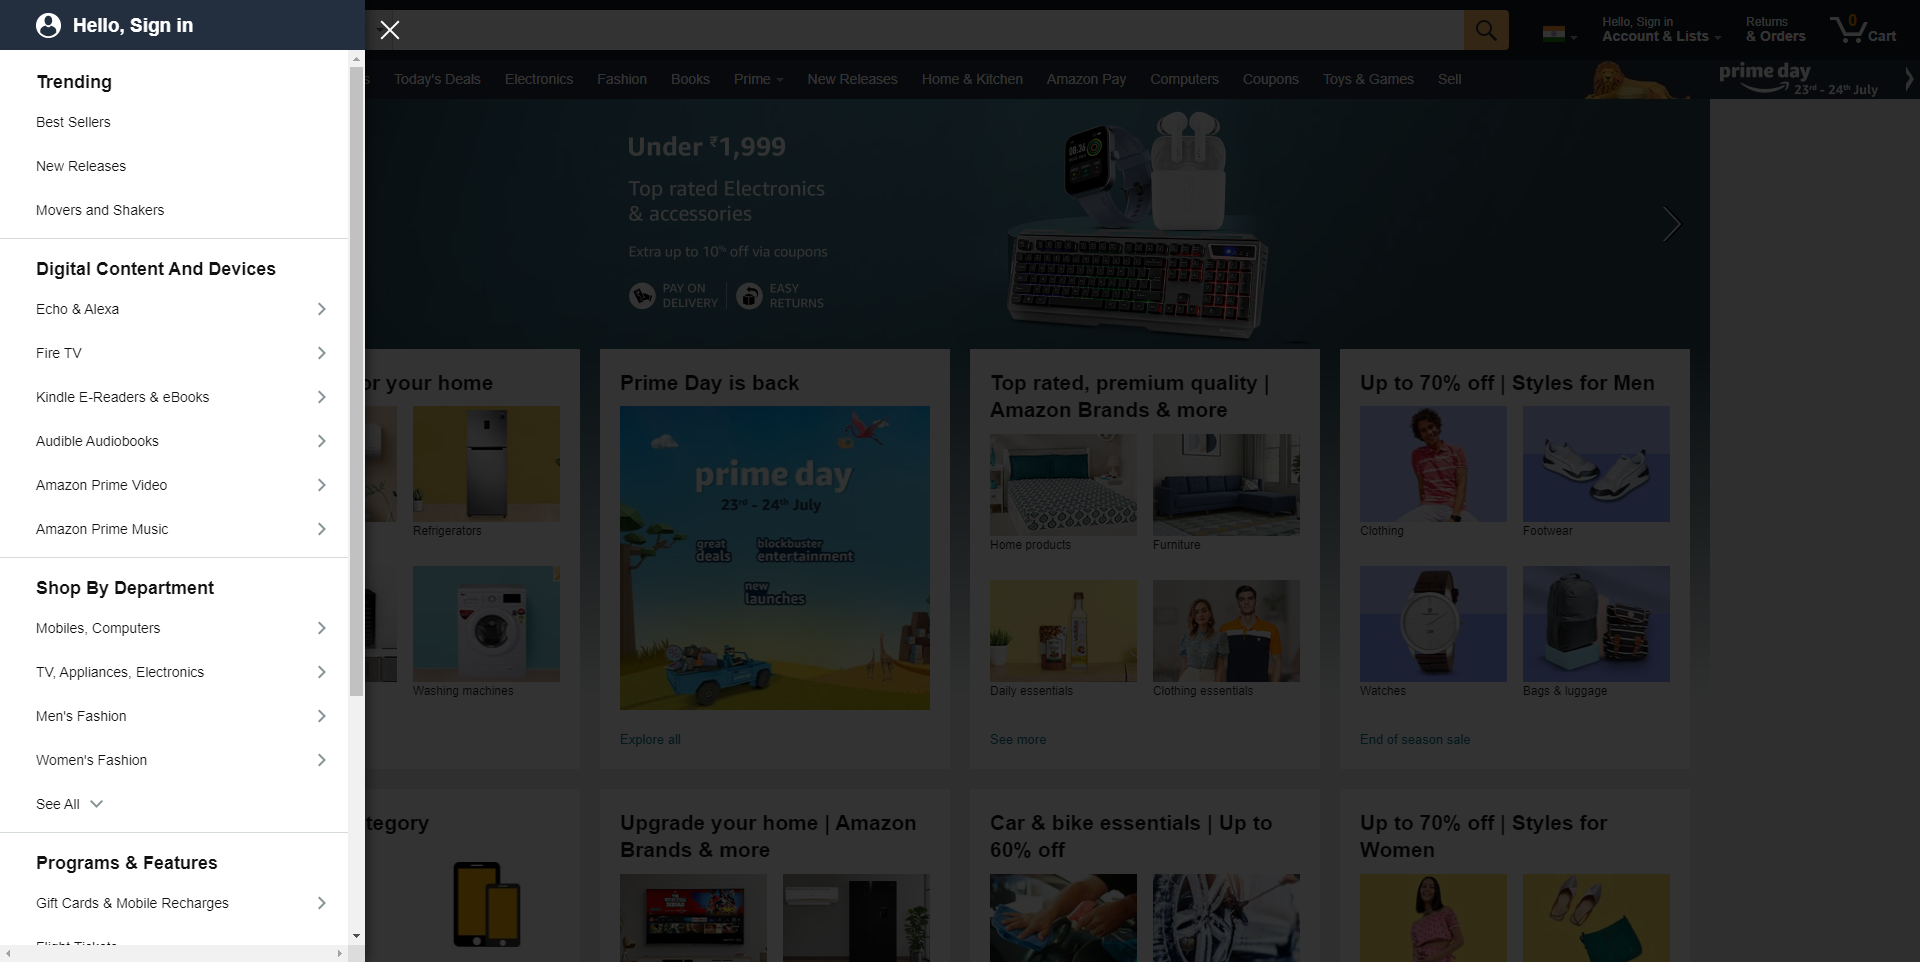 Hello, Sign in
Hello, Sign in
Account & Lists
Returns
& Orders
0
Cart
Today's Deals
Electronics
Fashion
Books
Prime
New Releases
Home & Kitchen
Amazon Pay
Computers
Coupons
Toys & Games
Sell
prime day
23rd - 24th July
Trending
Best Sellers
New Releases
Movers and Shakers
Digital Content And Devices
Echo & Alexa
Fire TV
Kindle E-Readers & eBooks
Audible Audiobooks
Amazon Prime Video
Amazon Prime Music
Shop By Department
Mobiles, Computers
TV, Appliances, Electronics
Men's Fashion
Women's Fashion
See All
Programs & Features
Gift Cards & Mobile Recharges
Flight Tickets
Under ₹1,999
Top rated Electronics
& accessories
Extra up to 10% off via coupons
PAY ON
DELIVERY
EASY
RETURNS
08:36
or your home
Refrigerators
Washing machines
Prime Day is back
prime day
23rd - 24th July
great
deals
blockbuster
entertainment
new
launches
Explore all
Top rated, premium quality |
Amazon Brands & more
Home products
Furniture
Daily essentials
Clothing essentials
See more
Up to 70% off | Styles for Men
Clothing
Footwear
Watches
Bags & luggage
End of season sale
tegory
Upgrade your home | Amazon
Brands & more
Car & bike essentials | Up to
60% off
Up to 70% off | Styles for
Women